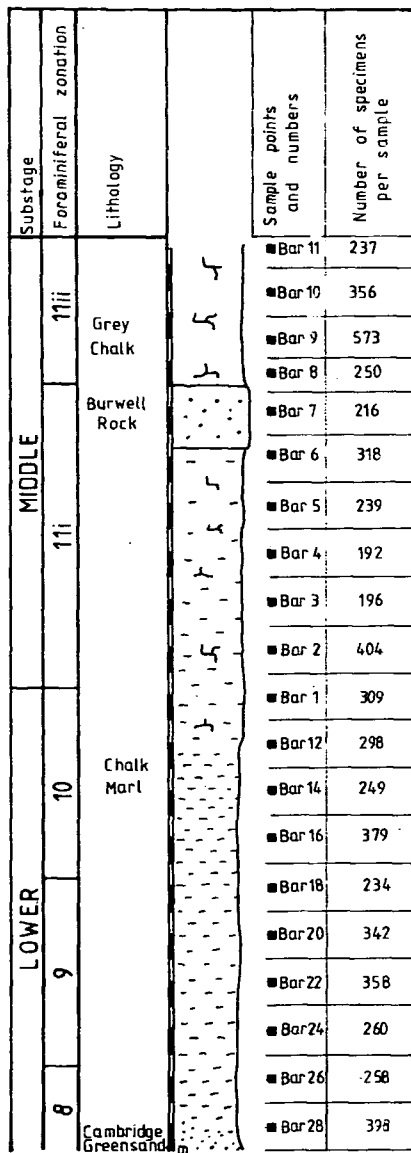 Substage
Foraminiferal zonation
Lithology
Sample points
and numbers
Number of specimens
per sample
MIDDLE
LOWER
11ii
11i
10
9
8
Grey
Chalk
Burwell
Rock
Chalk
Marl
Cambridge
Greensand
Bar 11 237
Bar 10 356
Bar 9 573
Bar 8 250
Bar 7 216
Bar 6 318
Bar 5 239
Bar 4 192
Bar 3 196
Bar 2 404
Bar 1 309
Bar 12 298
Bar 14 249
Bar 16 379
Bar 18 234
Bar 20 342
Bar 22 358
Bar 24 260
Bar 26 258
Bar 28 398